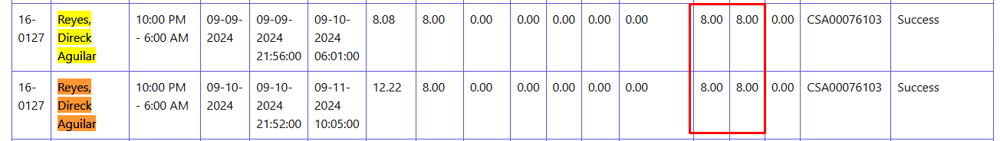 16-0127 Reyes, Direck Aguilar 10:00 PM - 6:00 AM 09-09-2024 09-09-2024 21:56:00 09-10-2024 06:01:00 8.08 8.00 0.00 0.00 0.00 0.00 0.00 8.00 8.00 0.00 CSA00076103 Success
16-0127 Reyes, Direck Aguilar 10:00 PM - 6:00 AM 09-10-2024 09-10-2024 21:52:00 09-11-2024 10:05:00 12.22 8.00 0.00 0.00 0.00 0.00 0.00 8.00 8.00 0.00 CSA00076103 Success